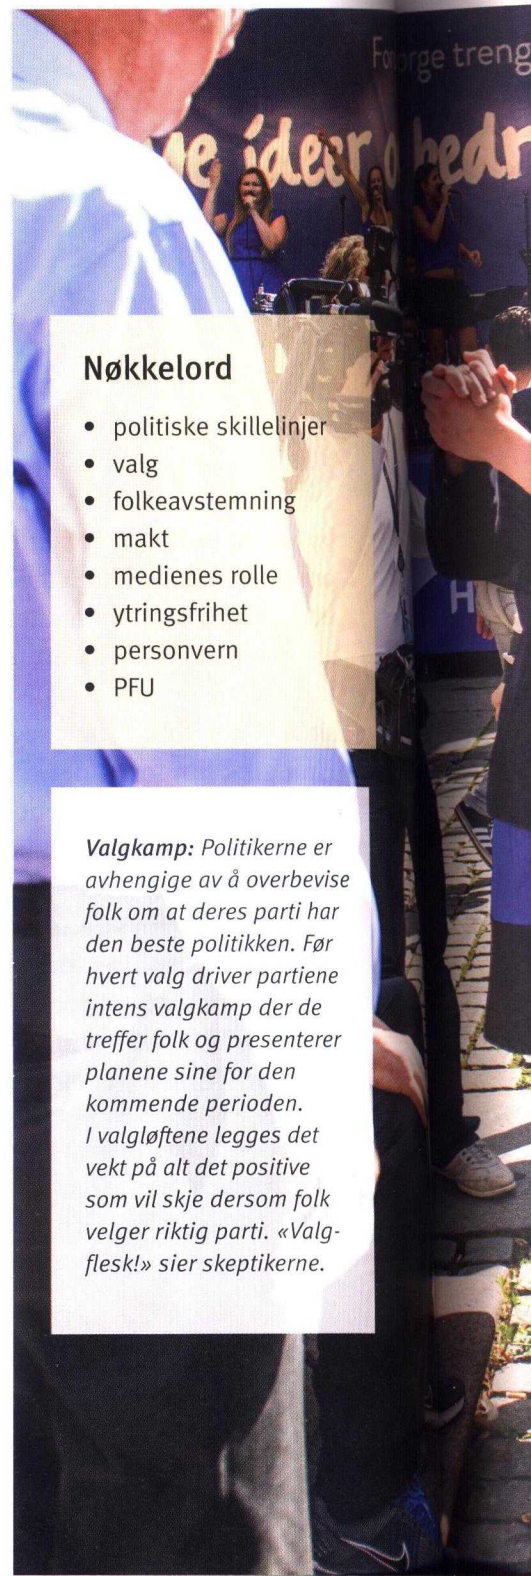 treng
ideer
bedr
H
Nøkkelord
• politiske skillelinjer
• valg
• folkeavstemning
• makt
• medienes rolle
• ytringsfrihet
• personvern
• PFU
Valgkamp: Politikerne er
avhengige av å overbevise
folk om at deres parti har
den beste politikken. Før
hvert valg driver partiene
intens valgkamp der de
treffer folk og presenterer
planene sine for den
kommende perioden.
I valgløftene legges det
vekt på alt det positive
som vil skje dersom folk
velger riktig parti. «Valg-
flesk!» sier skeptikerne.